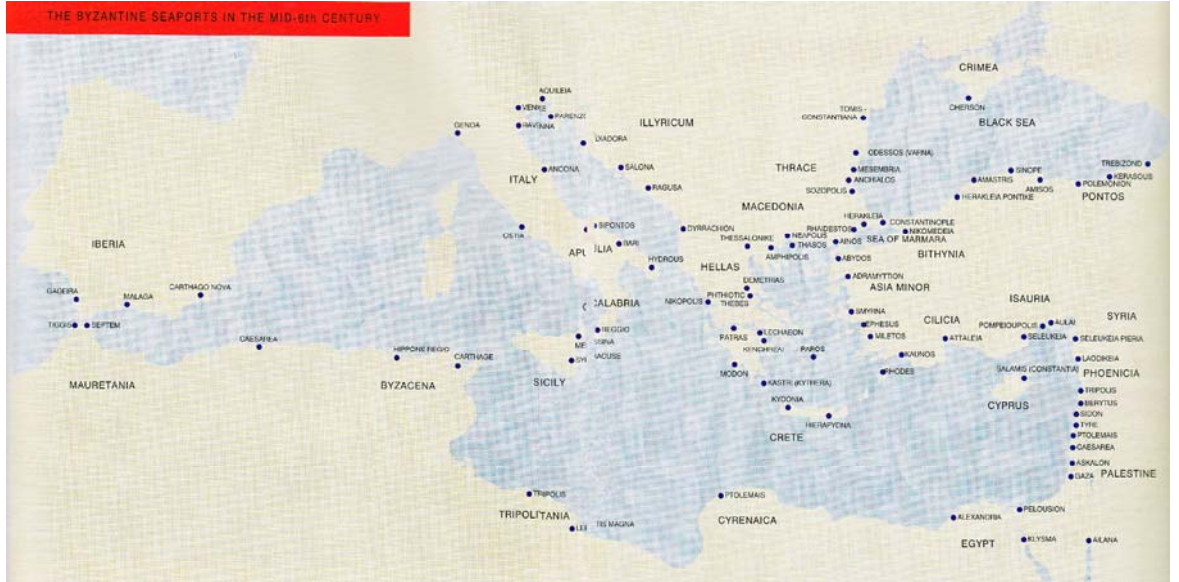 THE BYZANTINE SEAPORTS IN THE MID-6th CENTURY
CRIMEA
CHERSON
BLACK SEA
AQUILEIA
PARENZO
RAVENNA
GENOA
ILLYRICUM
TOMIS -
CONSTANTIANA
ODESSOS (VARNA)
THRACE
MESEMBRIA
ANCHIALOS
SOZOPOLIS
SINOPE
TREBIZOND
KERASOUS
AMASTRIS
AMISOS
POLEMONION
PONTOS
HERAKLEIA PONTIKE
ANCONA
ITALY
SALONA
RAGUSA
MACEDONIA
HERAKLEIA
CONSTANTINOPLE
RHAIDESTOS
NIKOMEDEIA
SEA OF MARMARA
BITHYNIA
NEAPOLIS
THASOS
AINOS
THESSALONIKE
AMPHIPOLIS
ABYDOS
OSTIA
SIPONTOS
APULIA
BARI
DYRRACHION
HYDROUS
IBERIA
HELLAS
DEMETRIAS
ADRAMYTTION
ASIA MINOR
GADEIRA
MALAGA
CARTHAGO NOVA
CALABRIA
NIKOPOLIS
PHTHIOTIC
THEBES
ISAURIA
SMYRNA
EPHESUS
CILICIA
POMPEIOUPOLIS
AULAI
SYRIA
TIGGIS
SEPTEM
REGGIO
MESSINA
PATRAS
LECHAEON
KENCHREAI
MILETOS
ATTALEIA
SELEUKEIA
SELEUKEIA PIERIA
CAESAREA
HIPPONE REGIO
CARTHAGE
SYRACUSE
PAROS
KAUNOS
LAODIKEIA
MAURETANIA
BYZACENA
SICILY
MODON
RHODES
SALAMIS (CONSTANTIA)
PHOENICIA
KASTRI (KYTHERA)
TRIPOLIS
KYDONIA
CYPRUS
BERYTUS
SIDON
HIERAPYDNA
TYRE
CRETE
PTOLEMAIS
CAESAREA
ASKALON
GAZA
PALESTINE
TRIPOLIS
PTOLEMAIS
TRIPOLITANIA
CYRENAICA
ALEXANDRIA
PELOUSION
EGYPT
KLYSMA
AILANA